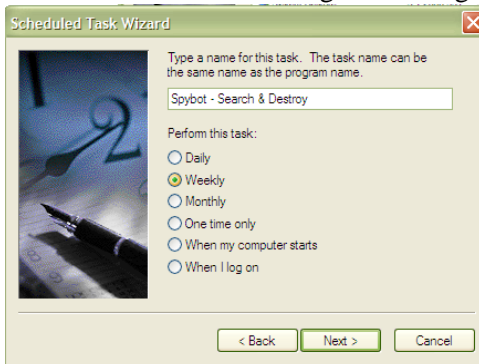 Scheduled Task Wizard
Type a name for this task. The task name can be
the same name as the program name.
Spybot - Search & Destroy
Perform this task:
Daily
Weekly
Monthly
One time only
When my computer starts
When I log on
< Back Next > Cancel